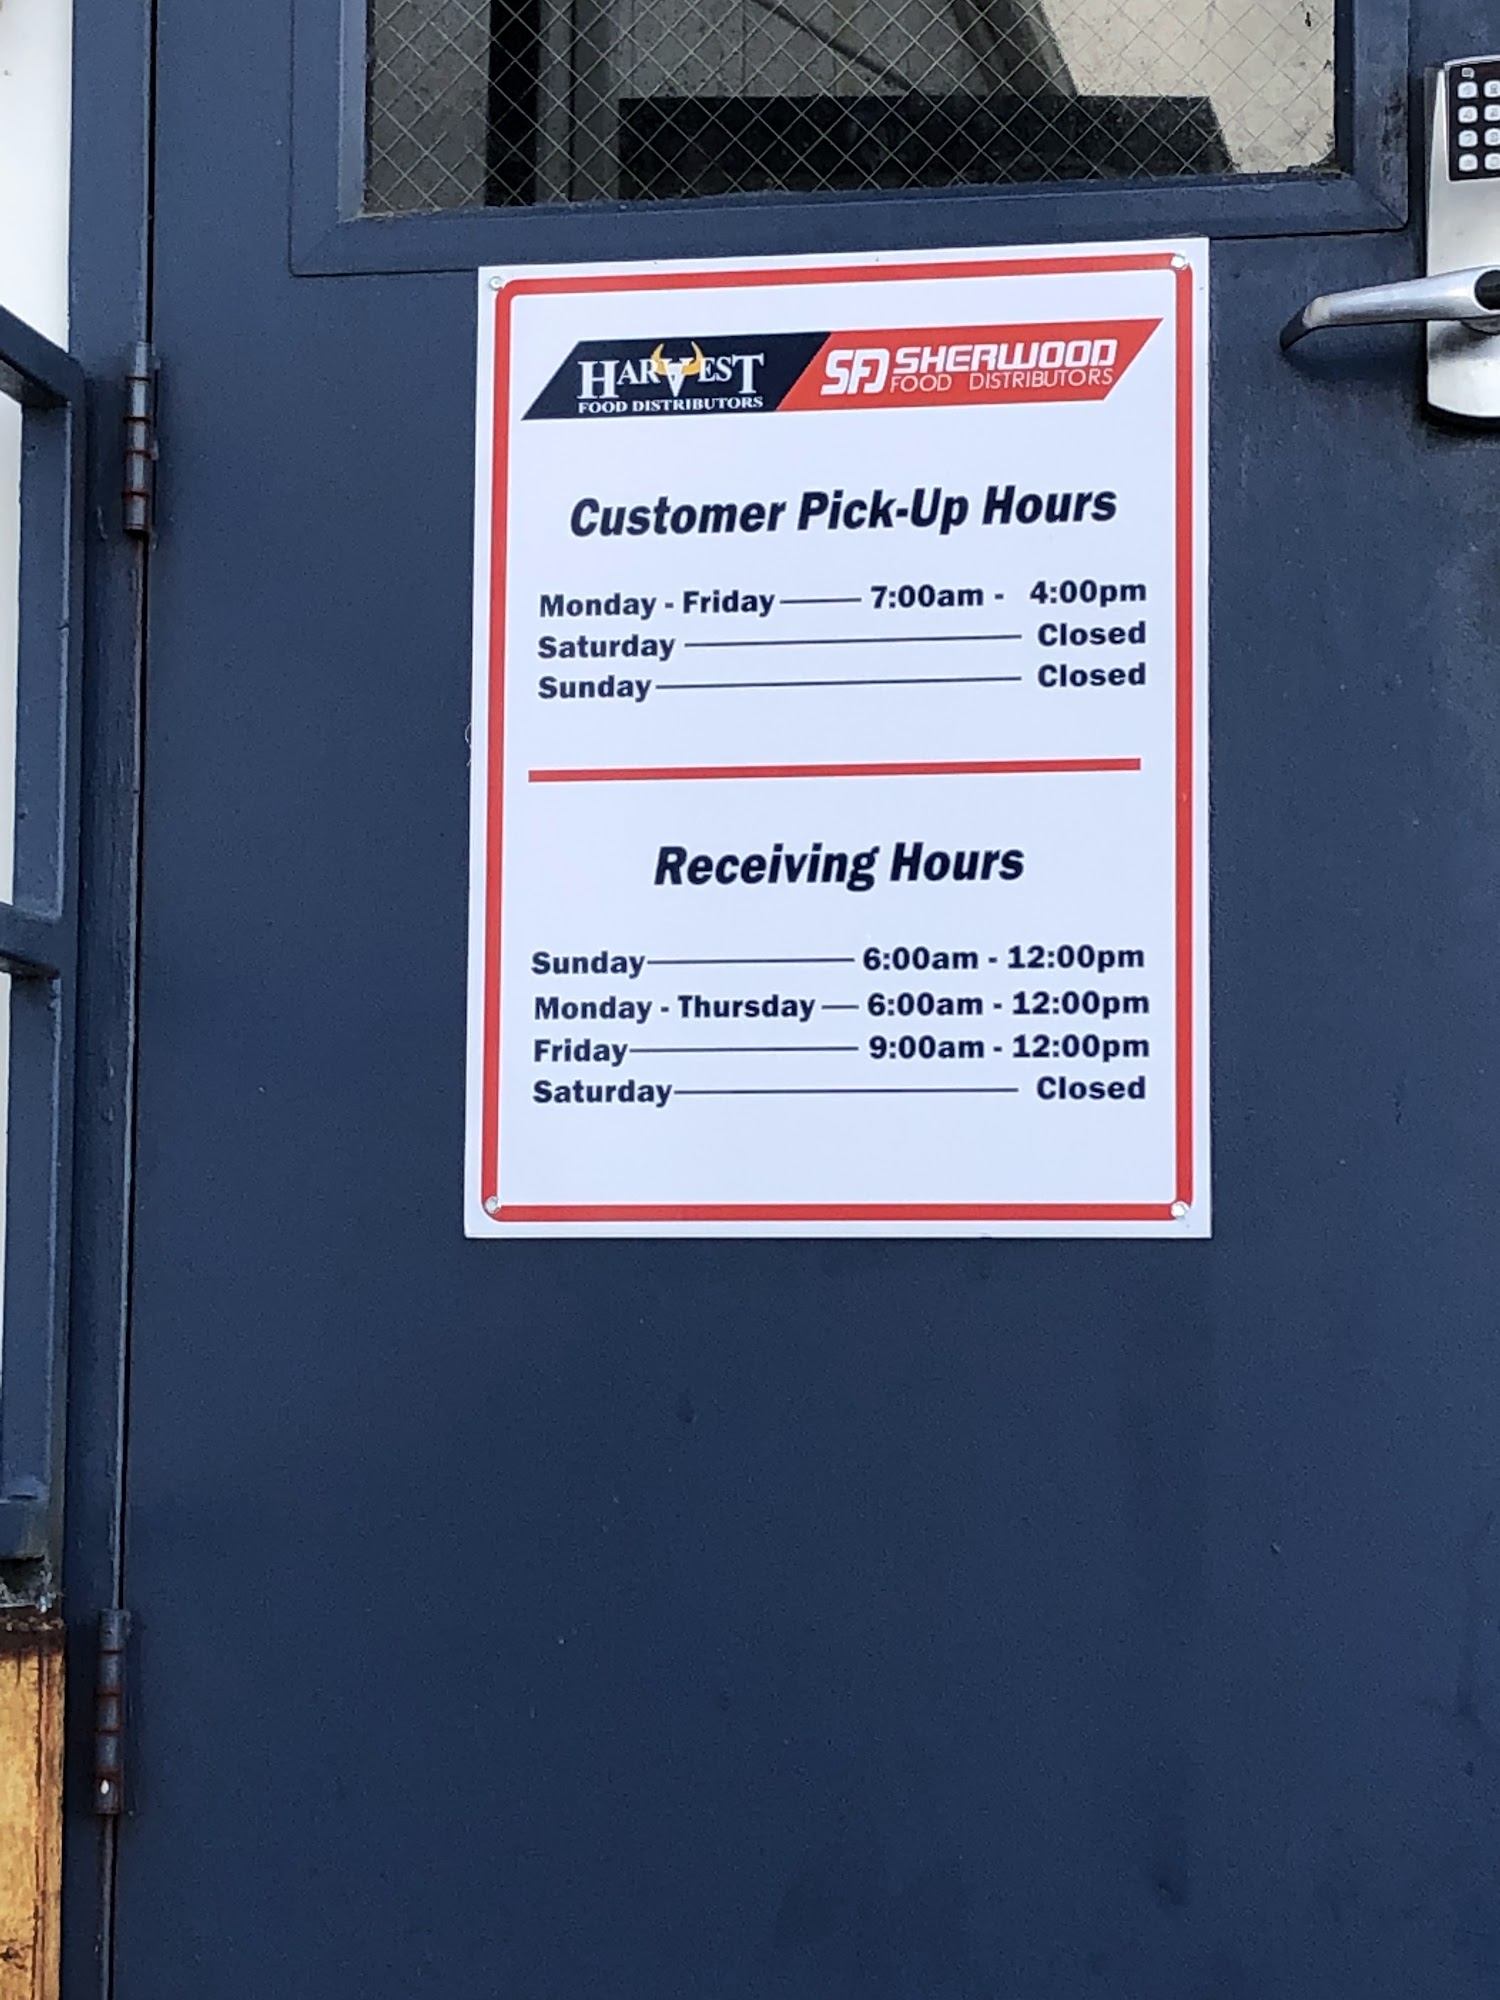 HARVEST
FOOD DISTRIBUTORS
SFD SHERWOOD
FOOD DISTRIBUTORS
Customer Pick-Up Hours
Monday - Friday 7:00am - 4:00pm
Saturday Closed
Sunday Closed
Receiving Hours
Sunday 6:00am - 12:00pm
Monday - Thursday 6:00am - 12:00pm
Friday 9:00am - 12:00pm
Saturday Closed